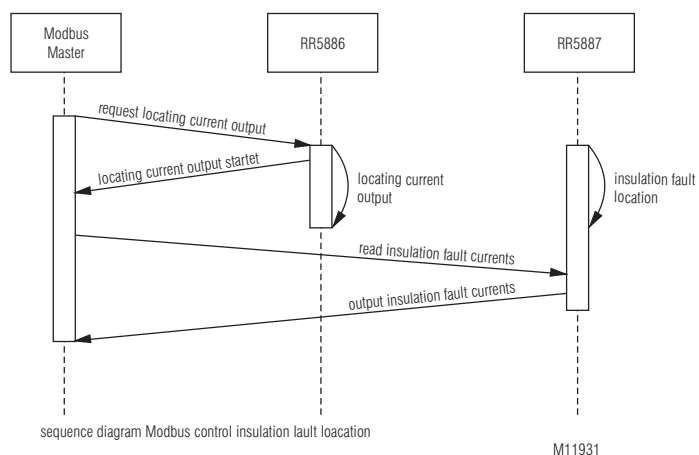 Modbus
Master
RR5886
RR5887
request locating current output
locating current output startet
locating current
output
insulation fault
location
read insulation fault currents
output insulation fault currents
sequence diagram Modbus control insulation lault loacation
M11931